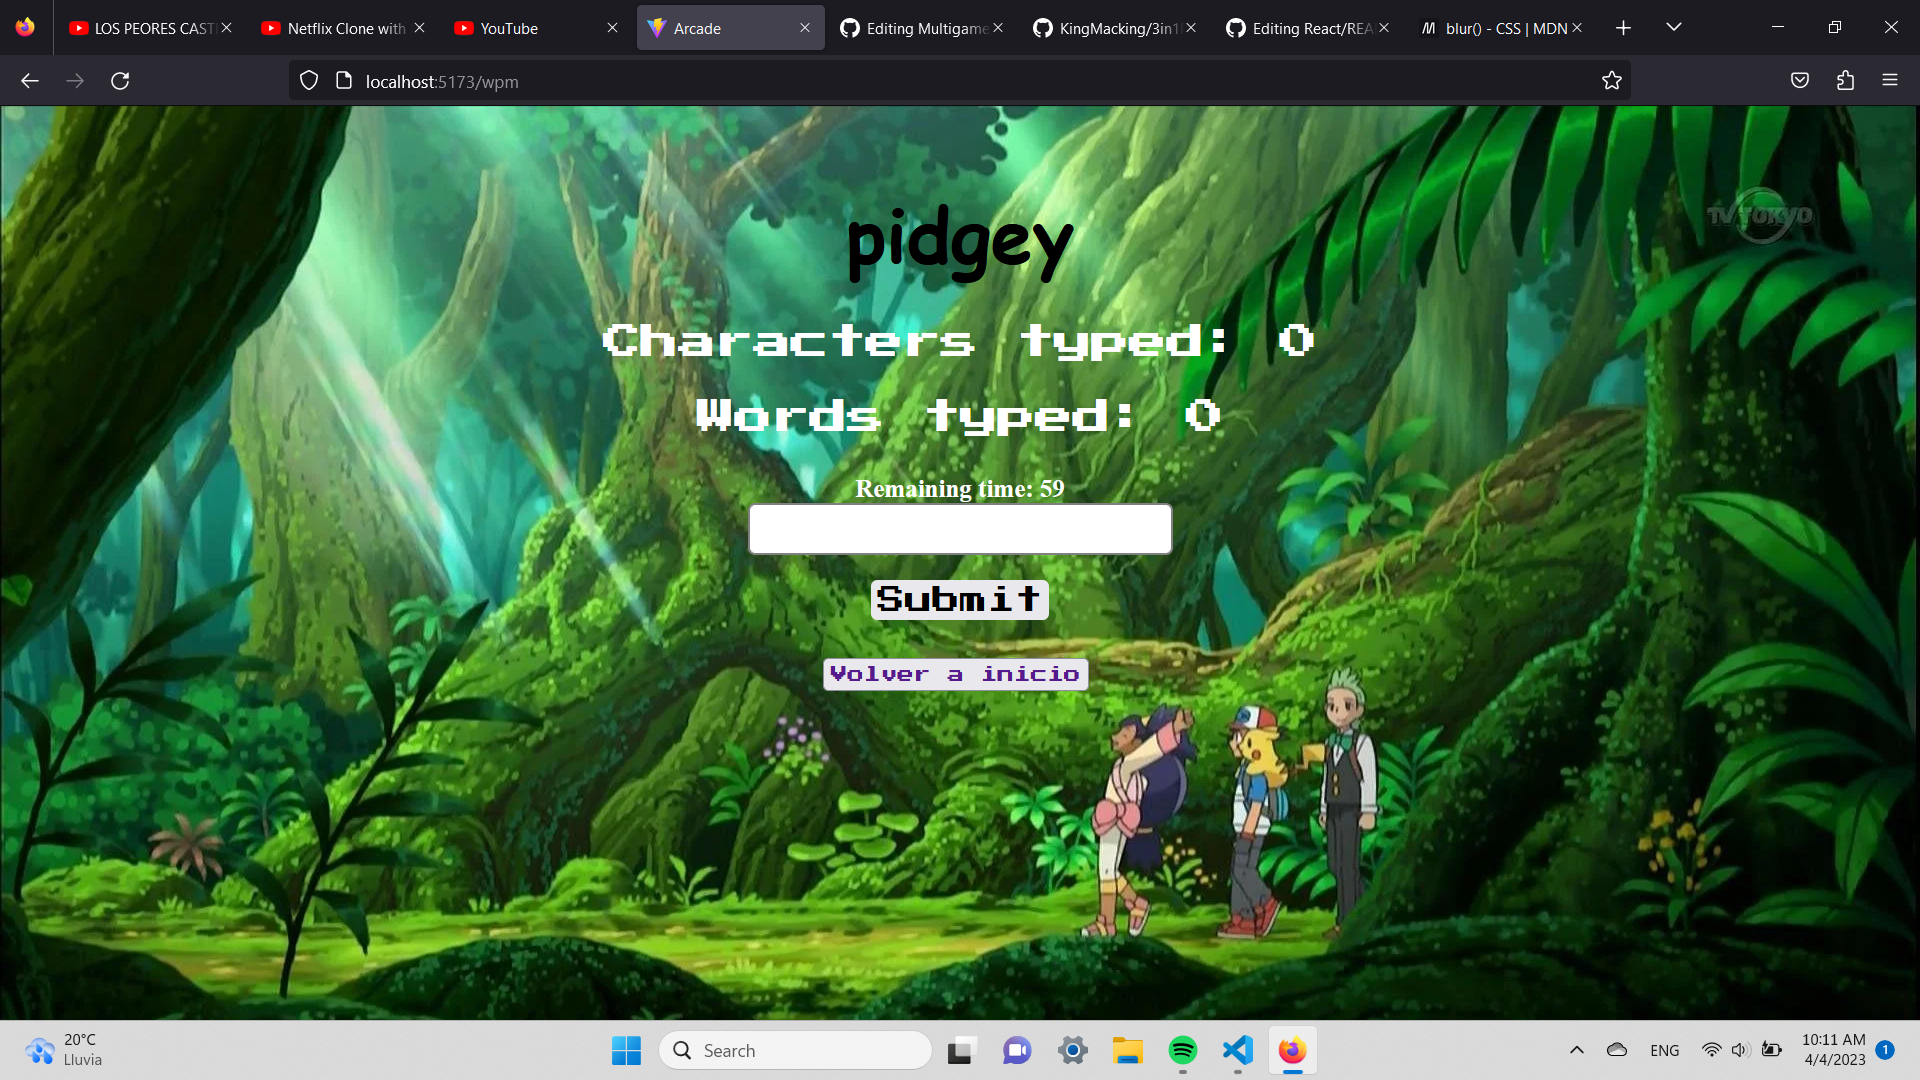 LOS PEORES CASTI
Netflix Clone with
YouTube
Arcade
Editing Multigame
KingMacking/3in1
Editing React/REA
blur() - CSS | MDN
localhost:5173/wpm
TV TOKYO
pidgey
Characters typed: 0
Words typed: 0
Remaining time: 59
Submit
Volver a inicio
20°C
Lluvia
Search
ENG
10:11 AM
4/4/2023
1